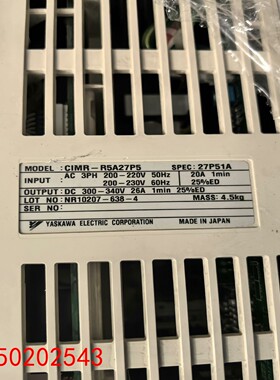 MODEL: CIMR-R5A27P5 SPEC: 27P51A
INPUT: AC 3PH 200-220V 50Hz 20A 1min
200-230V 60Hz 25%ED
OUTPUT: DC 300-340V 26A 1min 25%ED
LOT NO: NR10207-638-4 MASS: 4.5kg
SER NO:
YASKAWA ELECTRIC CORPORATION MADE IN JAPAN
50202543